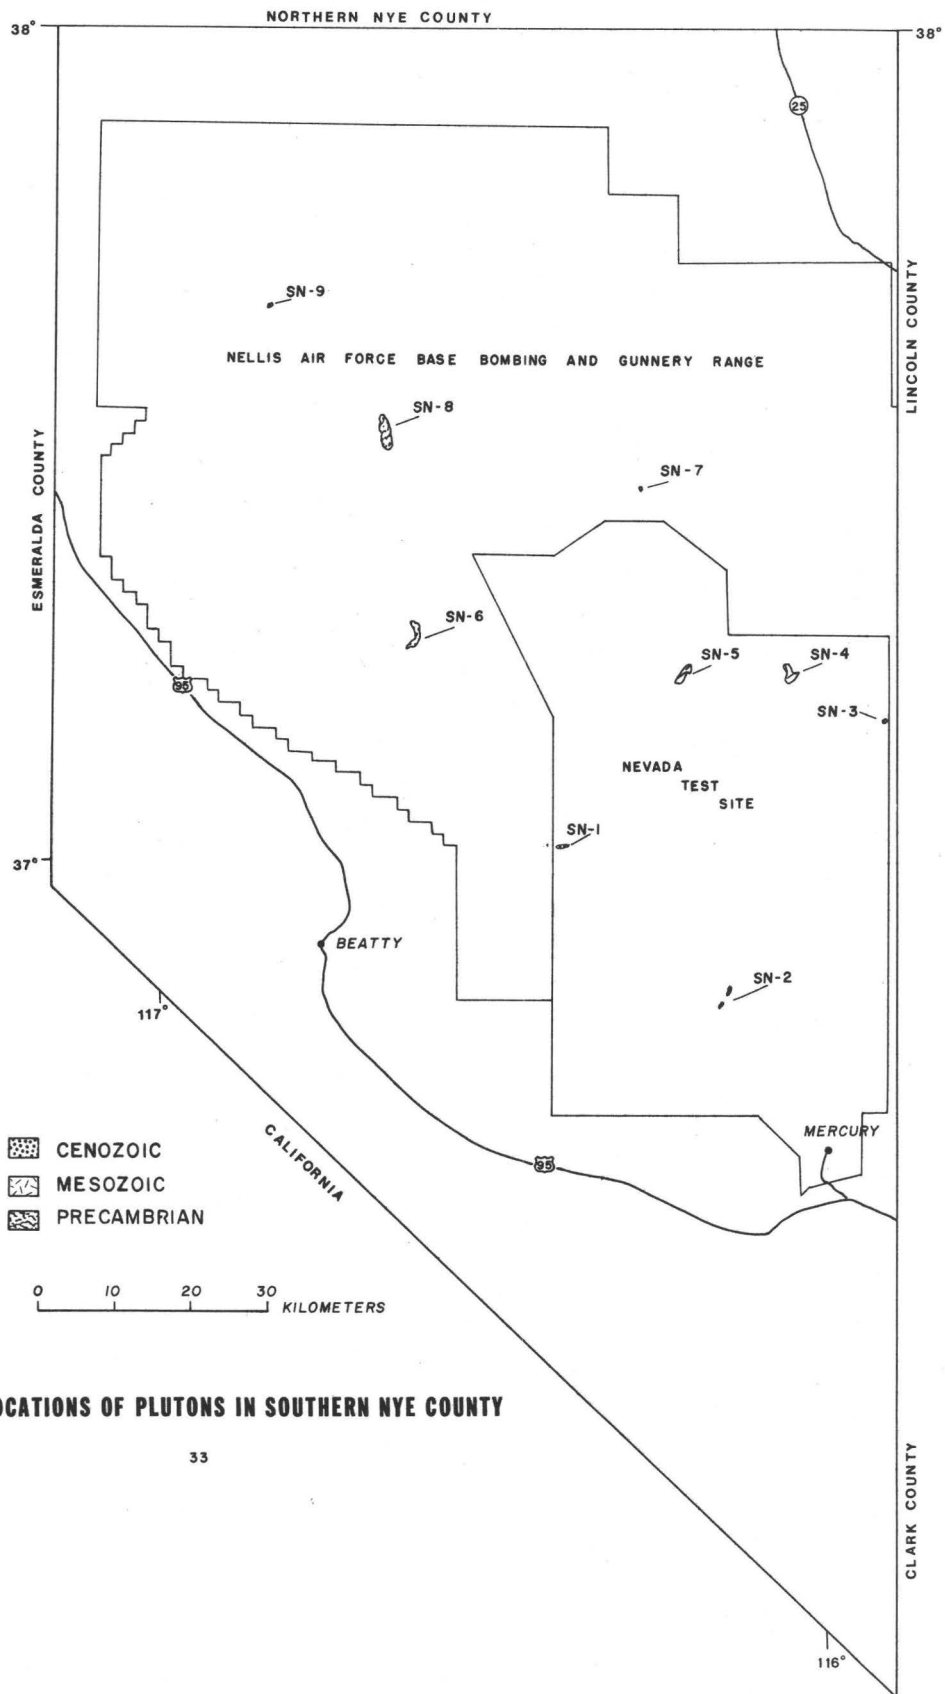 NORTHERN NYE COUNTY
38°
38°
25
LINCOLN COUNTY
SN-9
NELLIS AIR FORCE BASE BOMBING AND GUNNERY RANGE
SN-8
ESMERALDA COUNTY
SN-7
SN-6
SN-5
SN-4
95
SN-3
NEVADA
TEST
SITE
SN-1
37°
BEATTY
SN-2
117°
CALIFORNIA
MERCURY
95
CENOZOIC
MESOZOIC
PRECAMBRIAN
0 10 20 30
KILOMETERS
OCATIONS OF PLUTONS IN SOUTHERN NYE COUNTY
33
CLARK COUNTY
116°